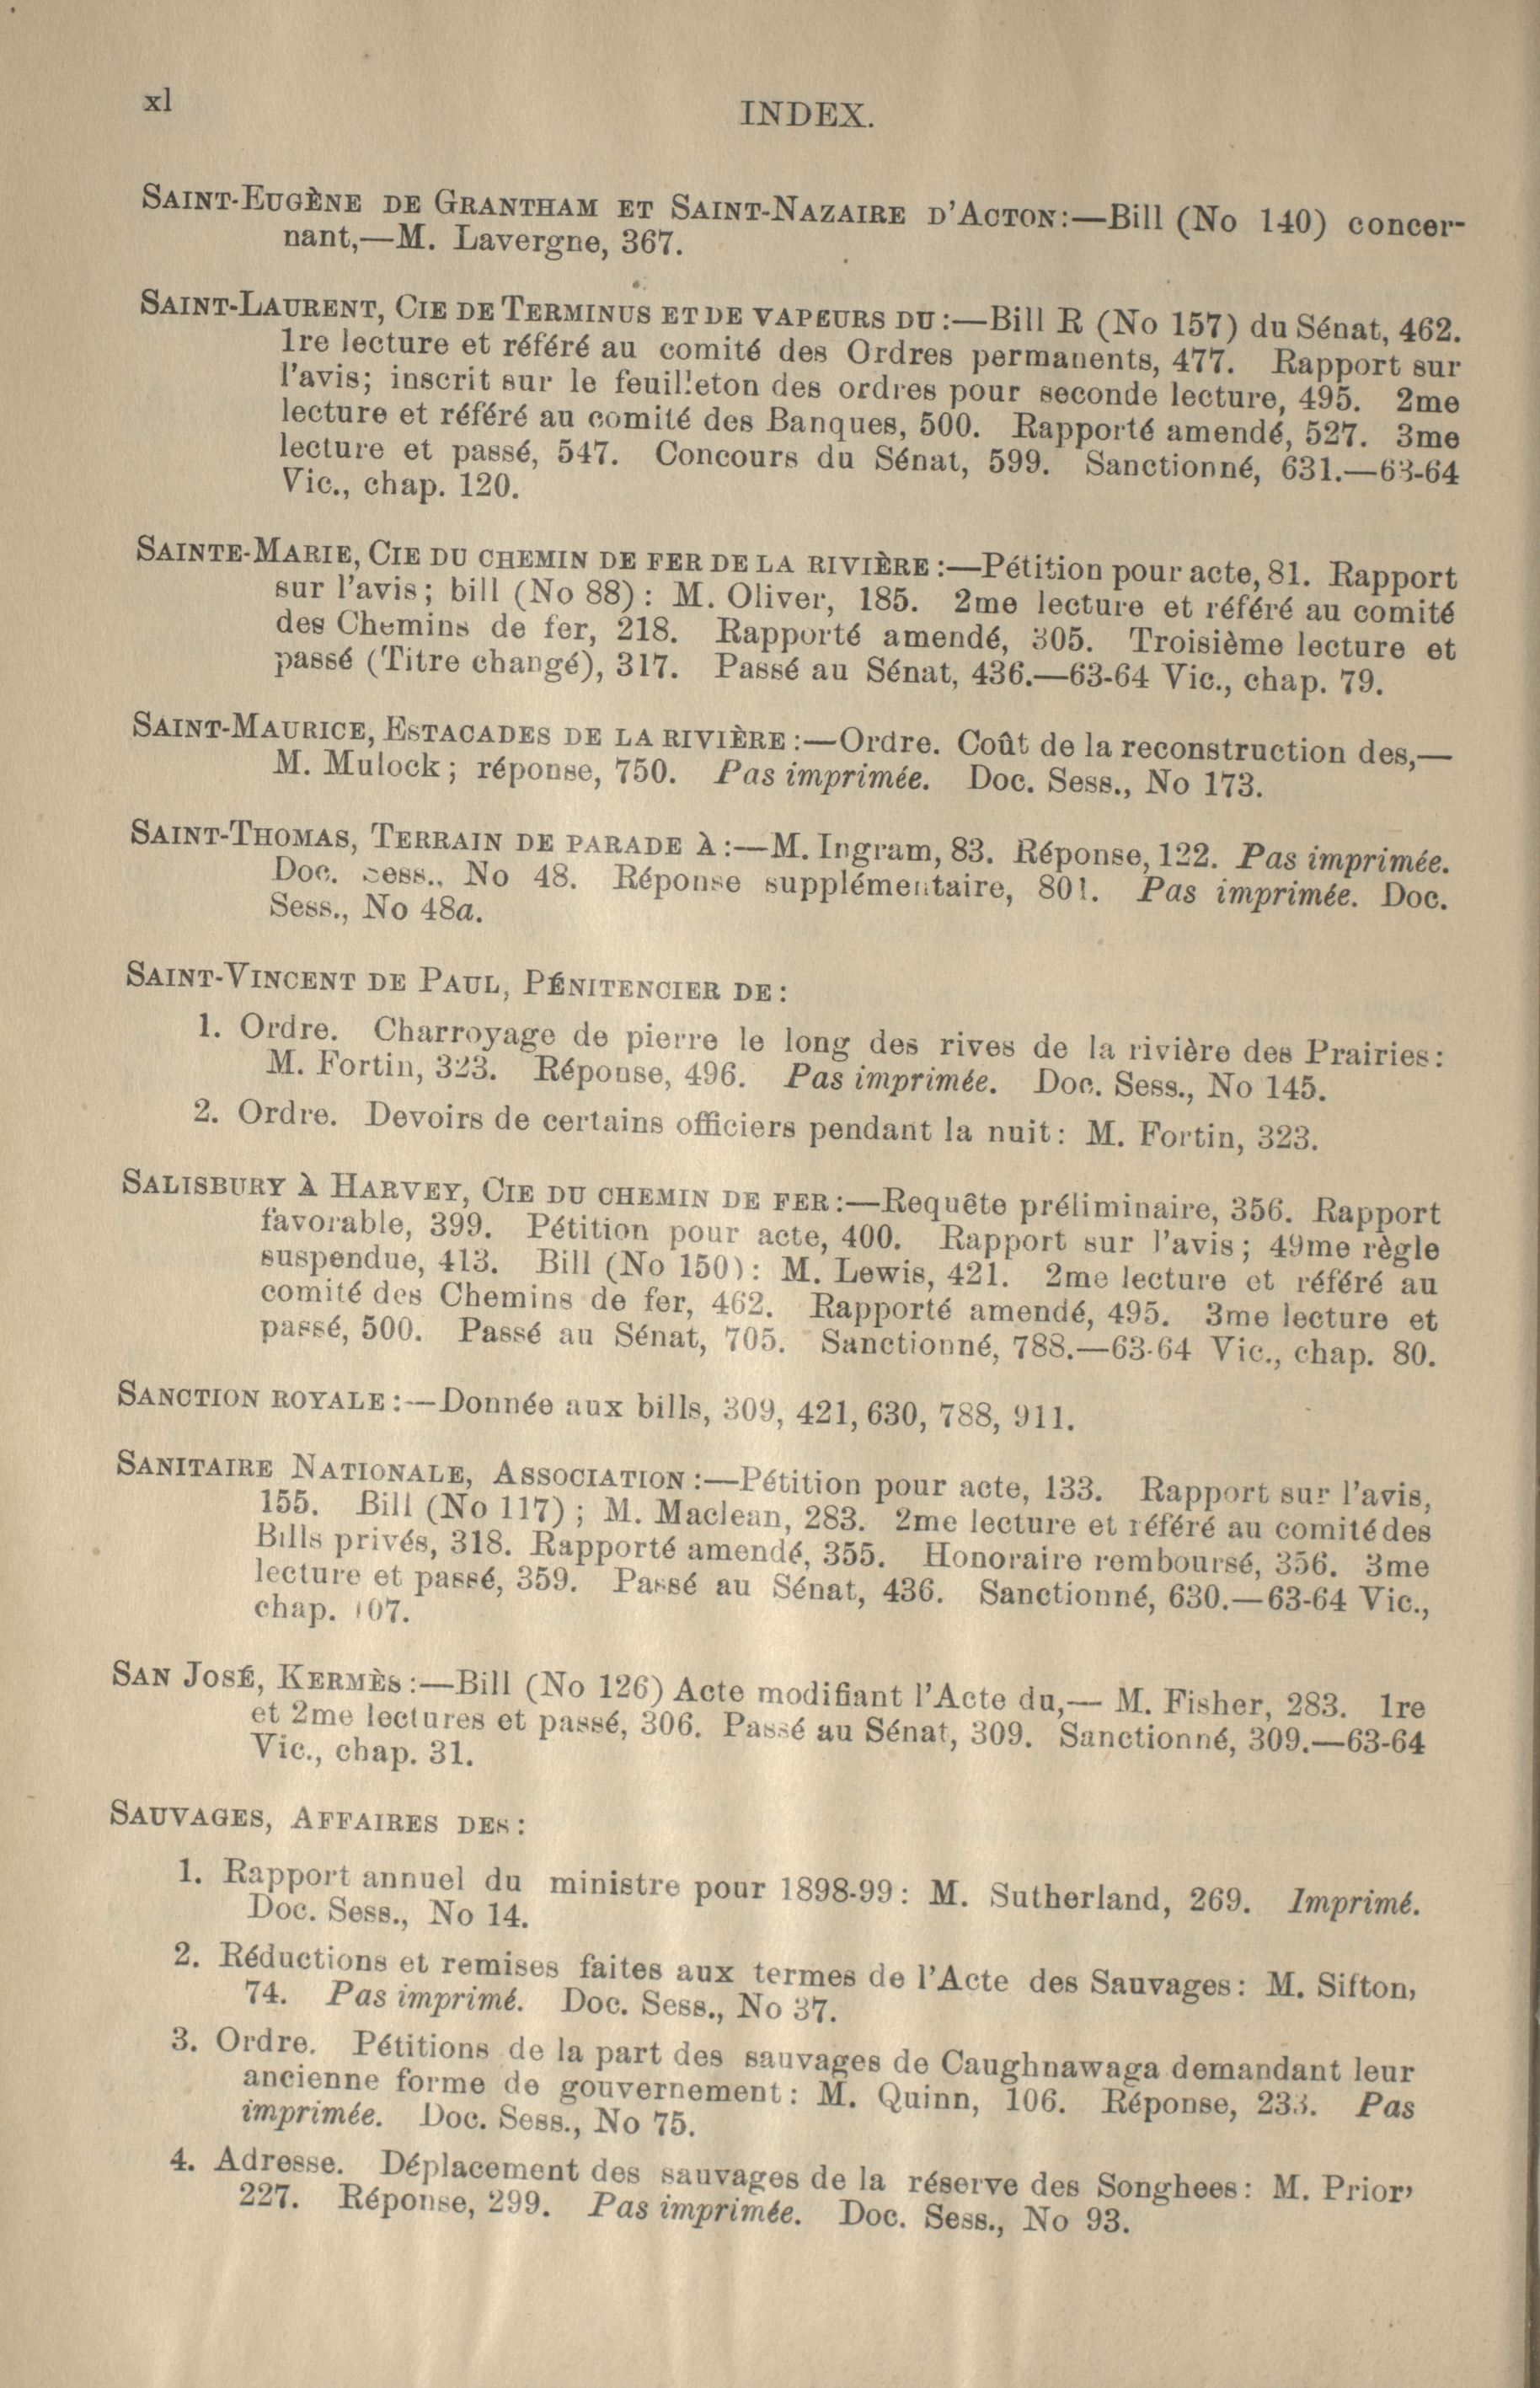 xl
INDEX.
SAINT-EUGÈNE DE GRANTHAM ET SAINT-NAZAIRE D'ACTON:—Bill (No 140) concer-
nant,—M. Lavergne, 367.
SAINT-LAURENT, CIE DE TERMINUS ET DE VAPEURS DU:—Bill R (No 157) du Sénat, 462.
1re lecture et référé au comité des Ordres permanents, 477. Rapport sur
l'avis; inscrit sur le feuilleton des ordres pour seconde lecture, 495. 2me
lecture et référé au comité des Banques, 500. Rapporté amendé, 527. 3me
lecture et passé, 547. Concours du Sénat, 599. Sanctionné, 631.—63-64
Vic., chap. 120.
SAINTE-MARIE, CIE DU CHEMIN DE FER DE LA RIVIÈRE:—Pétition pour acte, 81. Rapport
sur l'avis; bill (No 88): M. Oliver, 185. 2me lecture et référé au comité
des Chemins de fer, 218. Rapporté amendé, 305. Troisième lecture et
passé (Titre changé), 317. Passé au Sénat, 436.—63-64 Vic., chap. 79.
SAINT-MAURICE, ESTACADES DE LA RIVIÈRE:—Ordre. Coût de la reconstruction des,—
M. Mulock; réponse, 750. Pas imprimée. Doc. Sess., No 173.
SAINT-THOMAS, TERRAIN DE PARADE À:—M. Ingram, 83. Réponse, 122. Pas imprimée.
Doc. Sess., No 48. Réponse supplémentaire, 801. Pas imprimée. Doc.
Sess., No 48a.
SAINT-VINCENT DE PAUL, PÉNITENCIER DE:
1. Ordre. Charroyage de pierre le long des rives de la rivière des Prairies:
M. Fortin, 323. Réponse, 496. Pas imprimée. Doc. Sess., No 145.
2. Ordre. Devoirs de certains officiers pendant la nuit: M. Fortin, 323.
SALISBURY À HARVEY, CIE DU CHEMIN DE FER:—Requête préliminaire, 356. Rapport
favorable, 399. Pétition pour acte, 400. Rapport sur l'avis; 49me règle
suspendue, 413. Bill (No 150): M. Lewis, 421. 2me lecture et référé au
comité des Chemins de fer, 462. Rapporté amendé, 495. 3me lecture et
passé, 500. Passé au Sénat, 705. Sanctionné, 788.—63-64 Vic., chap. 80.
SANCTION ROYALE:—Donnée aux bills, 309, 421, 630, 788, 911.
SANITAIRE NATIONALE, ASSOCIATION:—Pétition pour acte, 133. Rapport sur l'avis,
155. Bill (No 117); M. Maclean, 283. 2me lecture et référé au comité des
Bills privés, 318. Rapporté amendé, 355. Honoraire remboursé, 356. 3me
lecture et passé, 359. Passé au Sénat, 436. Sanctionné, 630.—63-64 Vic.,
chap. 107.
SAN JOSÉ, KERMÈS:—Bill (No 126) Acte modifiant l'Acte du,— M. Fisher, 283. 1re
et 2me lectures et passé, 306. Passé au Sénat, 309. Sanctionné, 309.—63-64
Vic., chap. 31.
SAUVAGES, AFFAIRES DES:
1. Rapport annuel du ministre pour 1898-99: M. Sutherland, 269. Imprimé.
Doc. Sess., No 14.
2. Réductions et remises faites aux termes de l'Acte des Sauvages: M. Sifton,
74. Pas imprimé. Doc. Sess., No 37.
3. Ordre. Pétitions de la part des sauvages de Caughnawaga demandant leur
ancienne forme de gouvernement: M. Quinn, 106. Réponse, 233. Pas
imprimée. Doc. Sess., No 75.
4. Adresse. Déplacement des sauvages de la réserve des Songhees: M. Prior,
227. Réponse, 299. Pas imprimée. Doc. Sess., No 93.